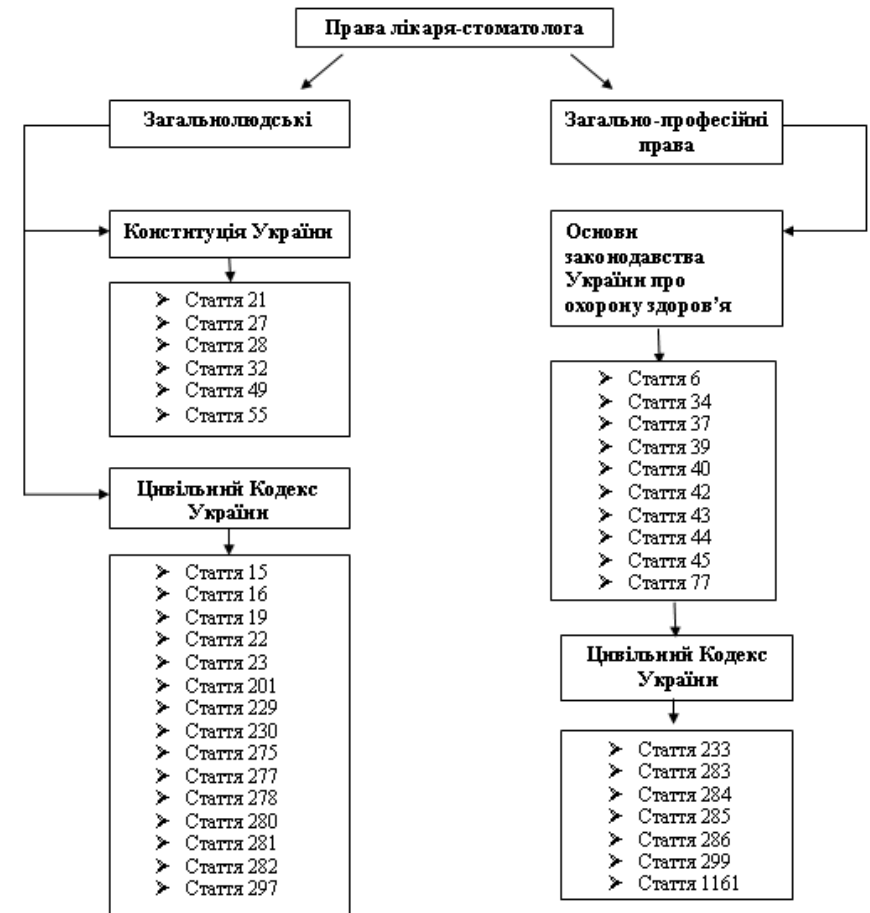 Права лікаря-стоматолога
Загальнолюдські
Конституція України
Стаття 21
Стаття 27
Стаття 28
Стаття 32
Стаття 49
Стаття 55
Цивільний Кодекс
України
Стаття 15
Стаття 16
Стаття 19
Стаття 22
Стаття 23
Стаття 201
Стаття 229
Стаття 230
Стаття 275
Стаття 277
Стаття 278
Стаття 280
Стаття 281
Стаття 282
Стаття 297
Загально-професійні
права
Основи
законодавства
України про
охорону здоров’я
Стаття 6
Стаття 34
Стаття 37
Стаття 39
Стаття 40
Стаття 42
Стаття 43
Стаття 44
Стаття 45
Стаття 77
Цивільний Кодекс
України
Стаття 233
Стаття 283
Стаття 284
Стаття 285
Стаття 286
Стаття 299
Стаття 1161